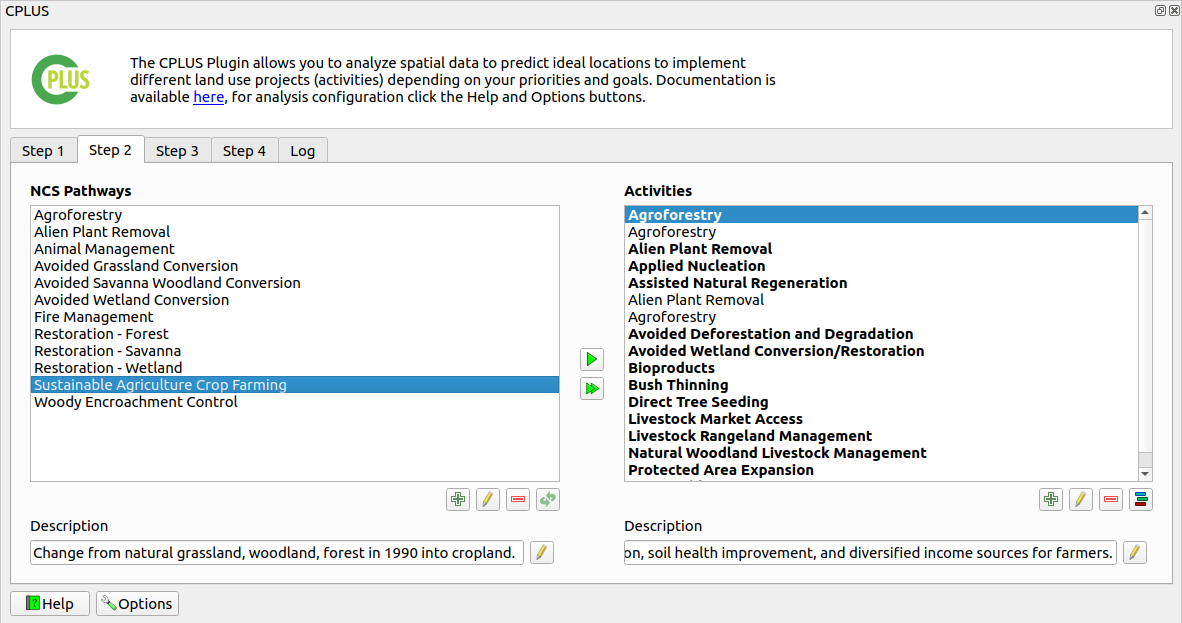 CPLUS
PLUS
The CPLUS Plugin allows you to analyze spatial data to predict ideal locations to implement
different land use projects (activities) depending on your priorities and goals. Documentation is
available here, for analysis configuration click the Help and Options buttons.
Step 1
Step 2
Step 3
Step 4
Log
NCS Pathways
Agroforestry
Alien Plant Removal
Animal Management
Avoided Grassland Conversion
Avoided Savanna Woodland Conversion
Avoided Wetland Conversion
Fire Management
Restoration - Forest
Restoration - Savanna
Restoration - Wetland
Sustainable Agriculture Crop Farming
Woody Encroachment Control
Description
Change from natural grassland, woodland, forest in 1990 into cropland.
Activities
Agroforestry
Agroforestry
Alien Plant Removal
Applied Nucleation
Assisted Natural Regeneration
Alien Plant Removal
Agroforestry
Avoided Deforestation and Degradation
Avoided Wetland Conversion/Restoration
Bioproducts
Bush Thinning
Direct Tree Seeding
Livestock Market Access
Livestock Rangeland Management
Natural Woodland Livestock Management
Protected Area Expansion
Description
on, soil health improvement, and diversified income sources for farmers.
Help
Options